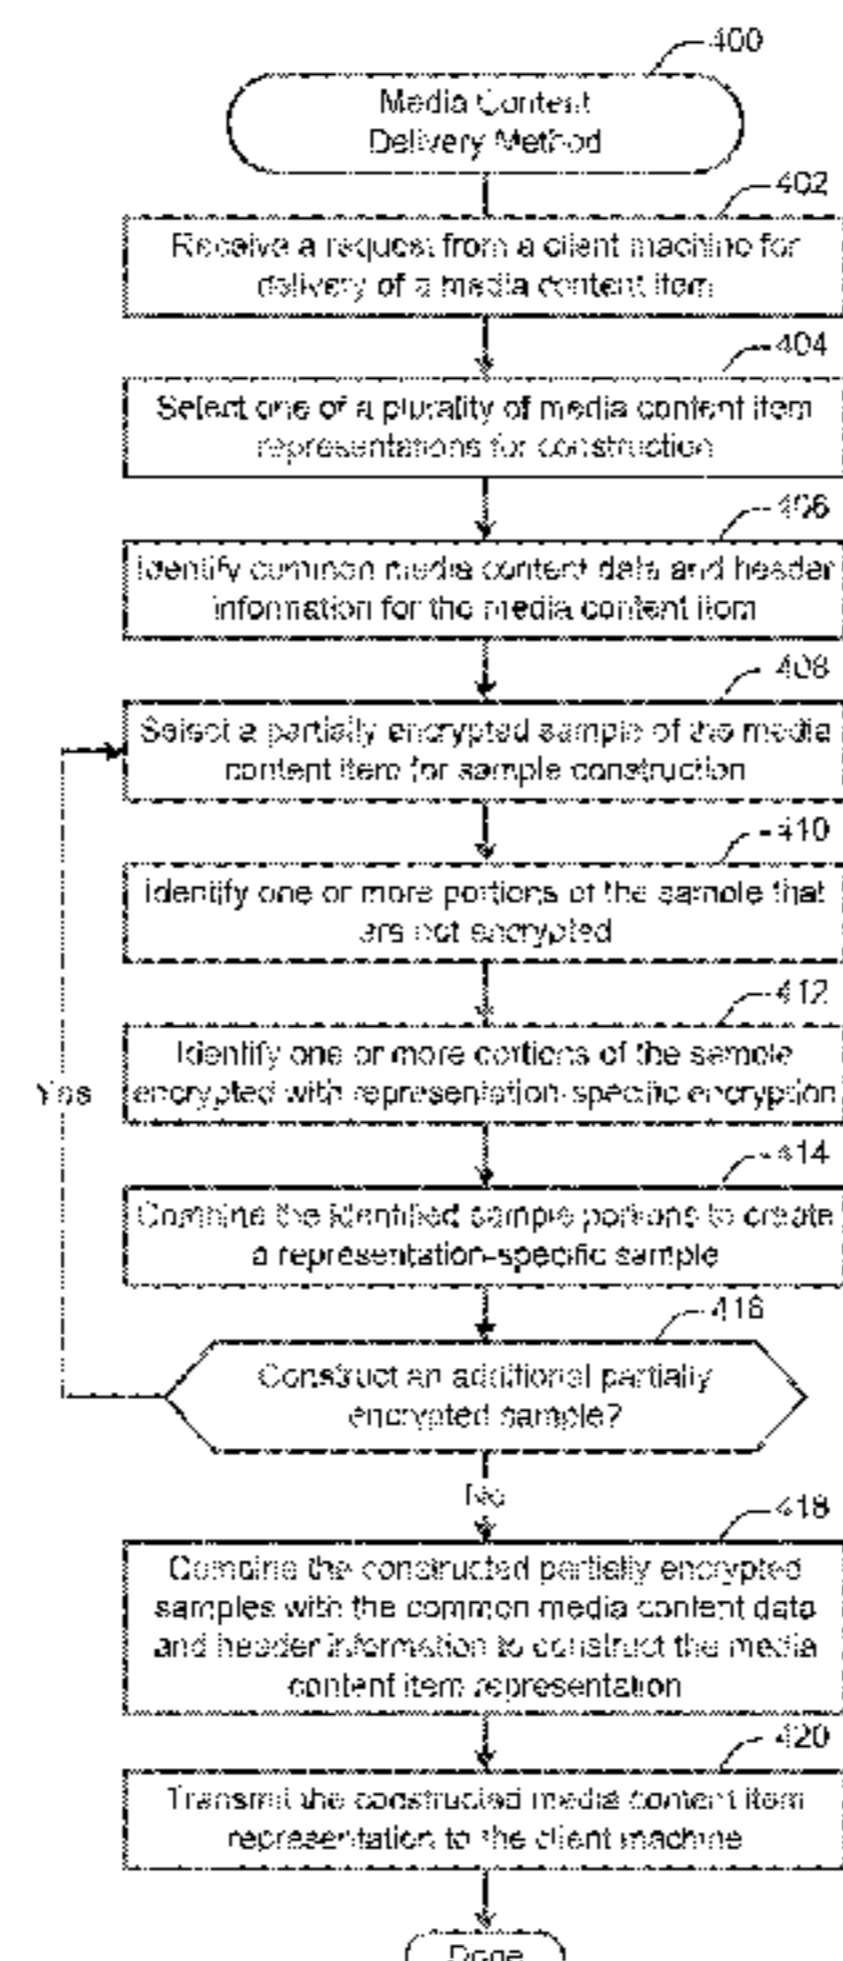 400
Media Content
Delivery Method
402
Receive a request from a client machine for
delivery of a media content item
404
Select one of a plurality of media content item
representations for construction
406
Identify common media content data and header
information for the media content item
408
Select a partially encrypted sample of the media
content item for sample construction
410
Identify one or more portions of the sample that
are not encrypted
412
Identify one or more portions of the sample
encrypted with representation-specific encryption
Yes
414
Combine the identified sample portions to create
a representation-specific sample
416
Construct an additional partially
encrypted sample?
No
418
Combine the constructed partially encrypted
samples with the common media content data
and header information to construct the media
content item representation
420
Transmit the constructed media content item
representation to the client machine
Done